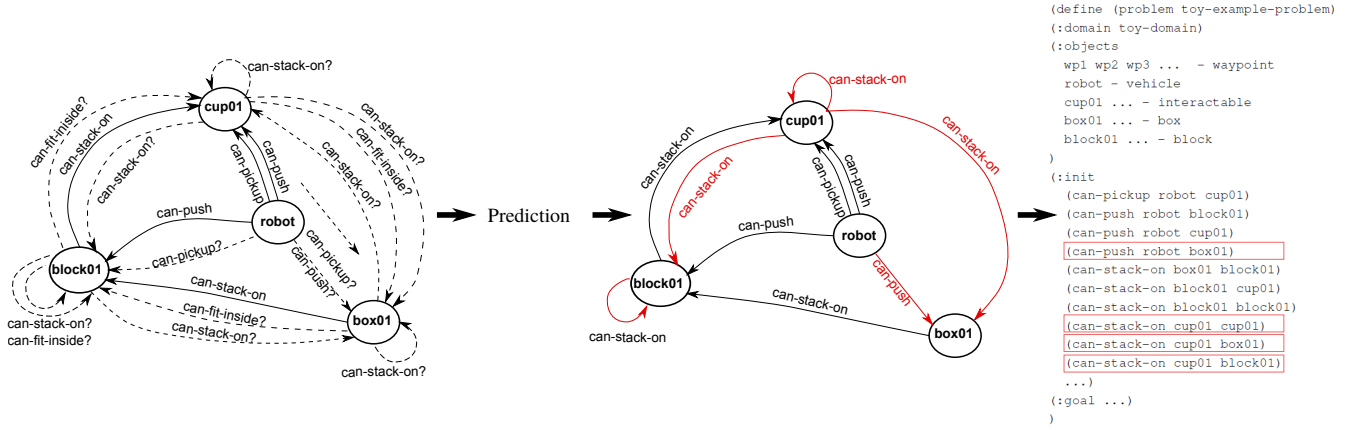 can-stack-on?
cup01
can-fit-iniside?
can-stack-on
can-stack-on?
can-stack-on?
can-fit-inside?
can-stack-on?
can-pickup
can-push
can-push
robot
can-pickup?
can-pickup?
can-push?
block01
can-stack-on
can-fit-inside?
can-stack-on?
can-stack-on?
can-fit-inside?
box01
can-stack-on?
Prediction
can-stack-on
cup01
can-stack-on
can-stack-on
can-stack-on
can-pickup
can-push
can-push
robot
can-push
block01
can-stack-on
can-stack-on
box01
(define (problem toy-example-problem)
(:domain toy-domain)
(:objects
wp1 wp2 wp3 ... - waypoint
robot - vehicle
cup01 ... - interactable
box01 ... - box
block01 ... - block
)
(:init
(can-pickup robot cup01)
(can-push robot block01)
(can-push robot cup01)
(can-push robot box01)
(can-stack-on box01 block01)
(can-stack-on block01 cup01)
(can-stack-on block01 block01)
(can-stack-on cup01 cup01)
(can-stack-on cup01 box01)
(can-stack-on cup01 block01)
...)
(:goal ...)
)